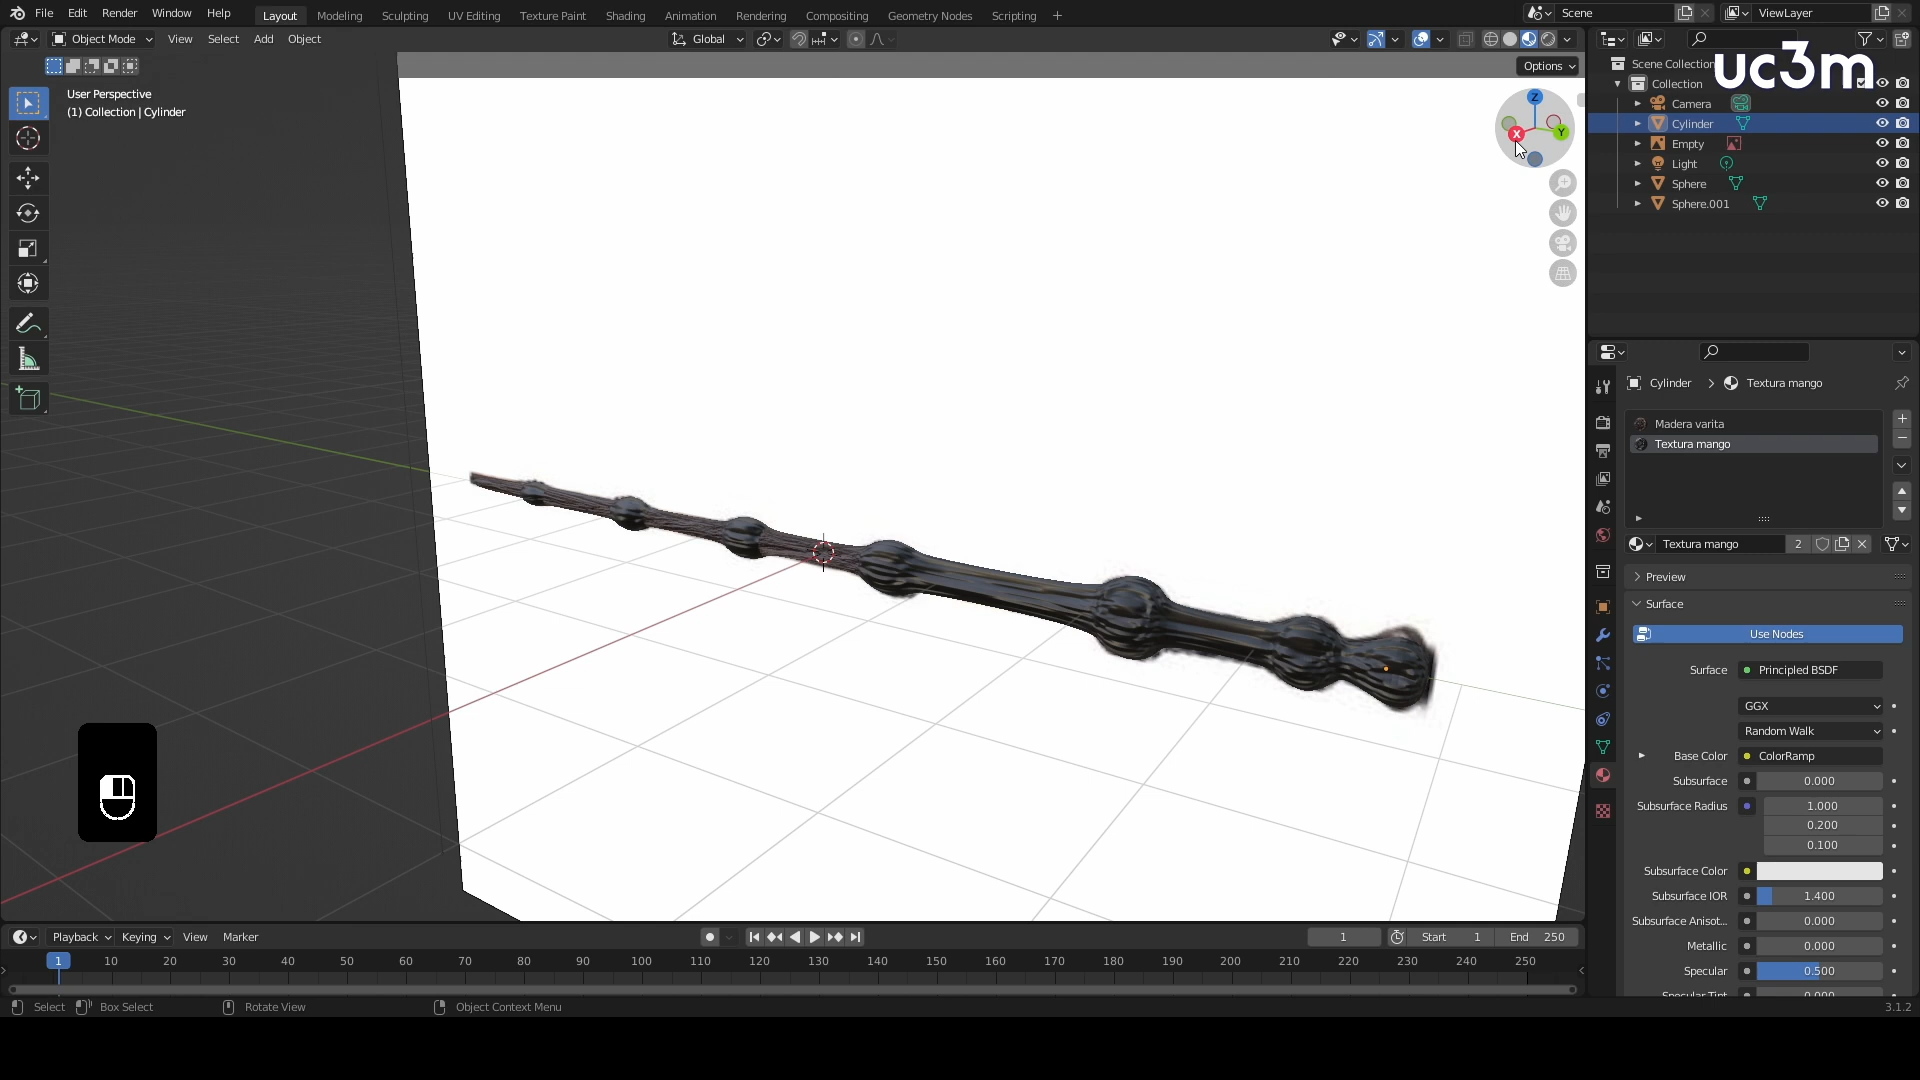 File Edit Render Window Help Layout Modeling Sculpting UV Editing Texture Paint Shading Animation Rendering Compositing Geometry Nodes Scripting + Scene ViewLayer
Object Mode View Select Add Object Global
Options
uc3m
User Perspective
(1) Collection | Cylinder
Z
X
Y
Scene Collection
Collection
Camera
Cylinder
Empty
Light
Sphere
Sphere.001
Cylinder > Textura mango
Madera varita
Textura mango
Textura mango 2
Preview
Surface
Use Nodes
Surface Principled BSDF
GGX
Random Walk
Base Color ColorRamp
Subsurface 0.000
Subsurface Radius 1.000
0.200
0.100
Subsurface Color
Subsurface IOR 1.400
Subsurface Anisot... 0.000
Metallic 0.000
Specular 0.500
Specular Tint 0.000
Playback Keying View Marker 1 Start 1 End 250
1 10 20 30 40 50 60 70 80 90 100 110 120 130 140 150 160 170 180 190 200 210 220 230 240 250
Select Box Select Rotate View Object Context Menu 3.1.2